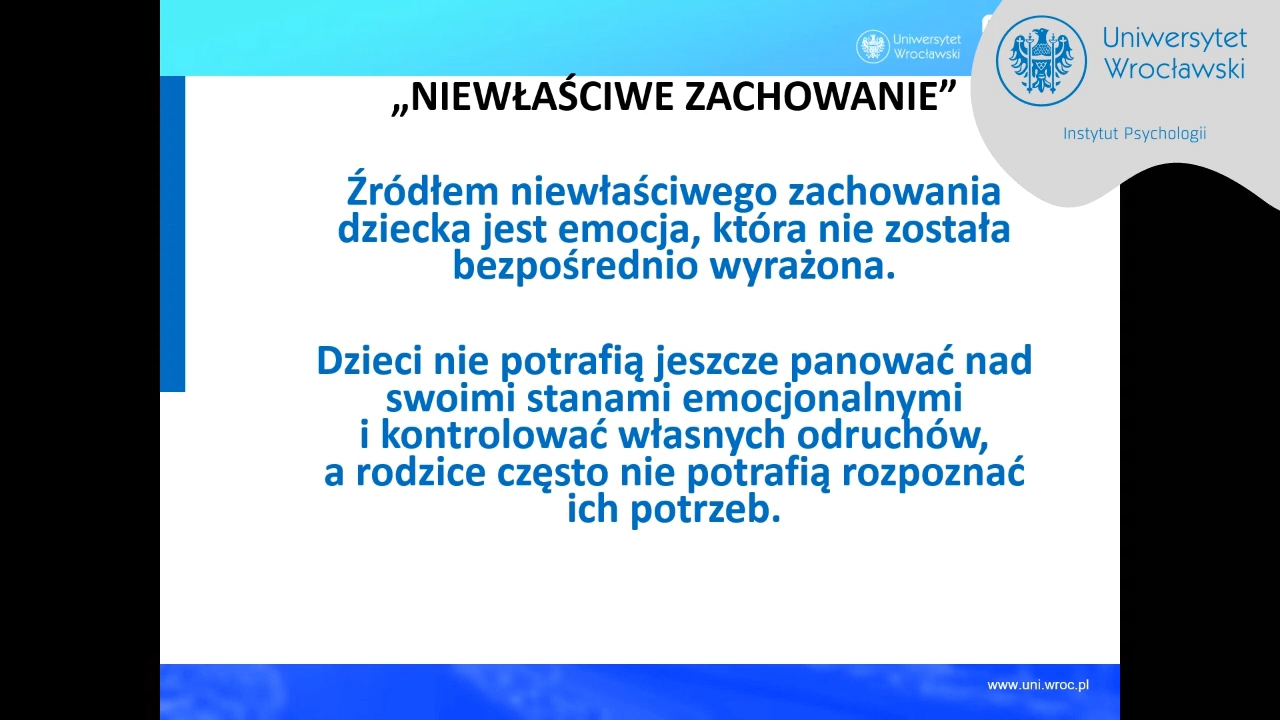 Uniwersytet
Wrocławski
Uniwersytet
Wrocławski
Instytut Psychologii
„NIEWŁAŚCIWE ZACHOWANIE”
Źródłem niewłaściwego zachowania
dziecka jest emocja, która nie została
bezpośrednio wyrażona.
Dzieci nie potrafią jeszcze panować nad
swoimi stanami emocjonalnymi
i kontrolować własnych odruchów,
a rodzice często nie potrafią rozpoznać
ich potrzeb.
www.uni.wroc.pl